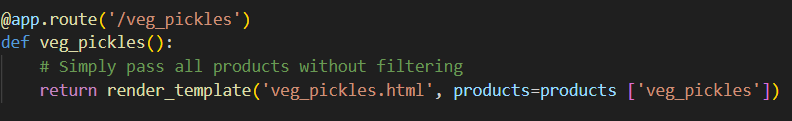 @app.route('/veg_pickles')
def veg_pickles():
    # Simply pass all products without filtering
    return render_template('veg_pickles.html', products=products ['veg_pickles'])